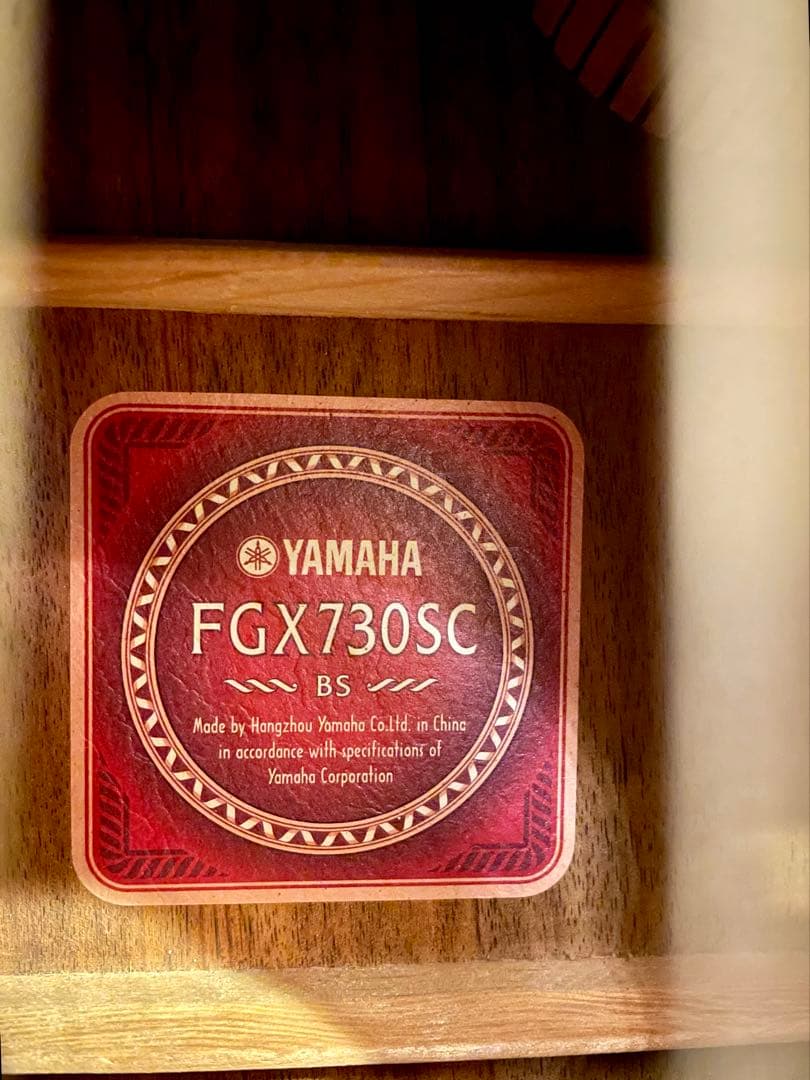 YAMAHA
FGX730SC
BS
Made by Hangzhou Yamaha Co.Ltd. in China
in accordance with specifications of
Yamaha Corporation